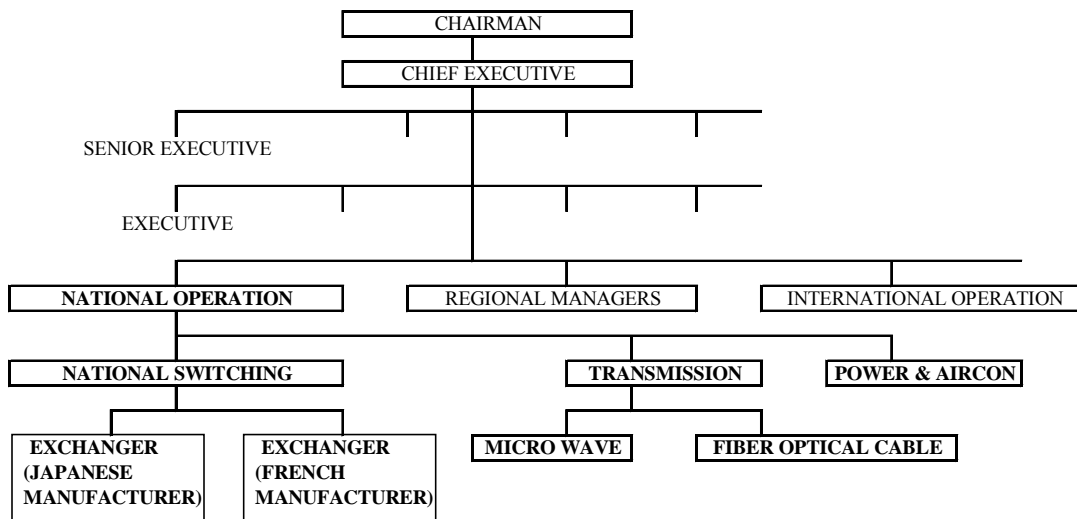 CHAIRMAN
CHIEF EXECUTIVE
SENIOR EXECUTIVE
EXECUTIVE
NATIONAL OPERATION
REGIONAL MANAGERS
INTERNATIONAL OPERATION
NATIONAL SWITCHING
TRANSMISSION
POWER & AIRCON
EXCHANGER
(JAPANESE
MANUFACTURER)
EXCHANGER
(FRENCH
MANUFACTURER)
MICRO WAVE
FIBER OPTICAL CABLE